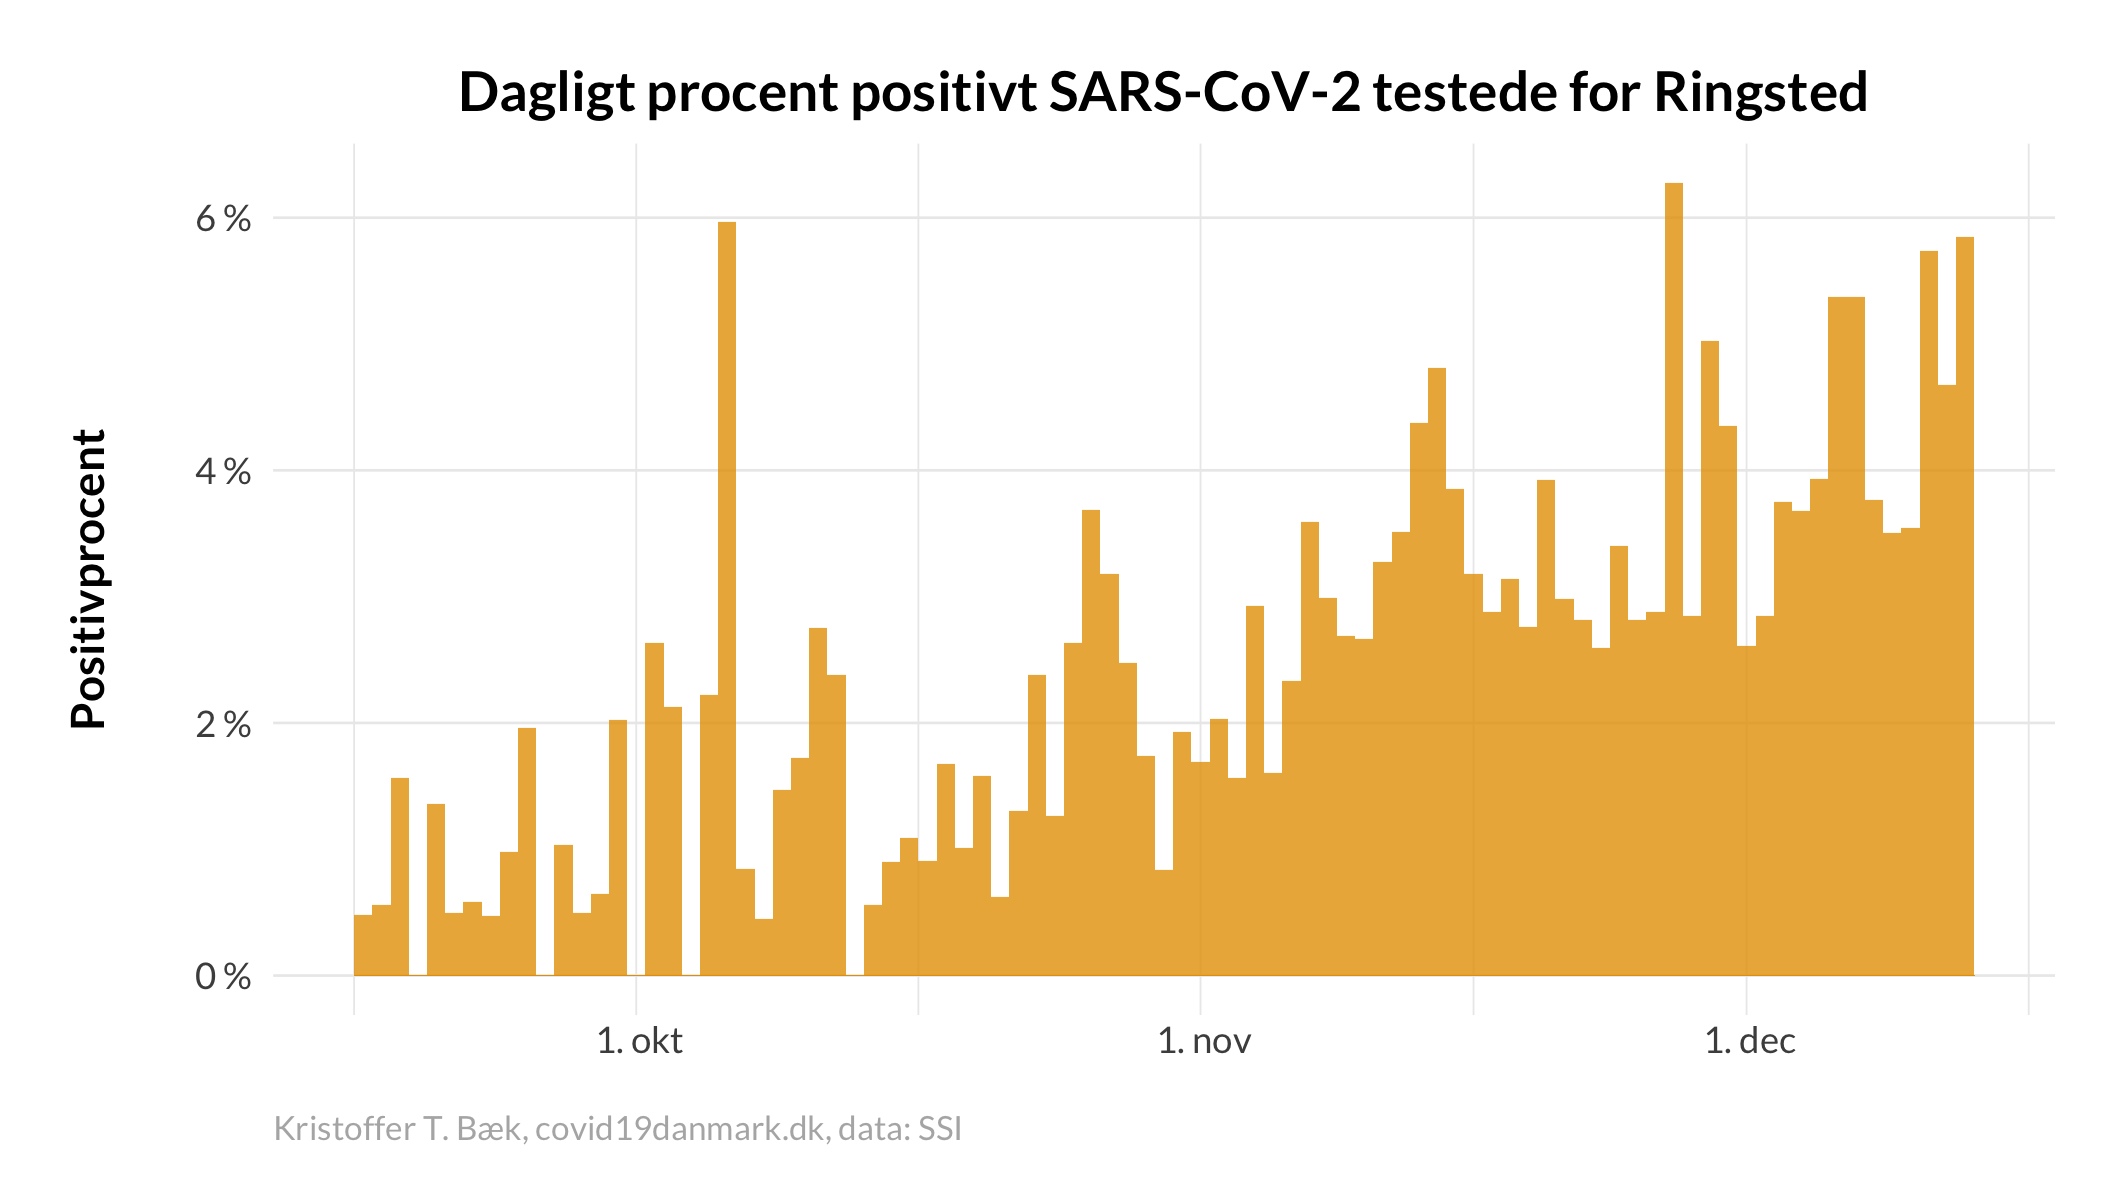 Dagligt procent positivt SARS-CoV-2 testede for Ringsted
Positivprocent
6 %
4 %
2 %
0 %
1. okt
1. nov
1. dec
Kristoffer T. Bæk, covid19danmark.dk, data: SSI